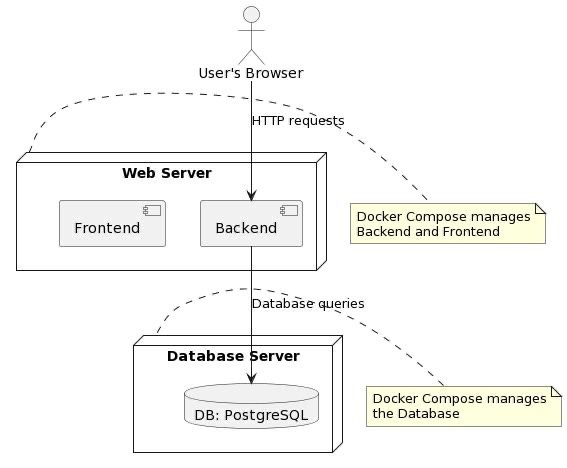 User's Browser
HTTP requests
Web Server
Frontend
Backend
Docker Compose manages
Backend and Frontend
Database queries
Database Server
DB: PostgreSQL
Docker Compose manages
the Database